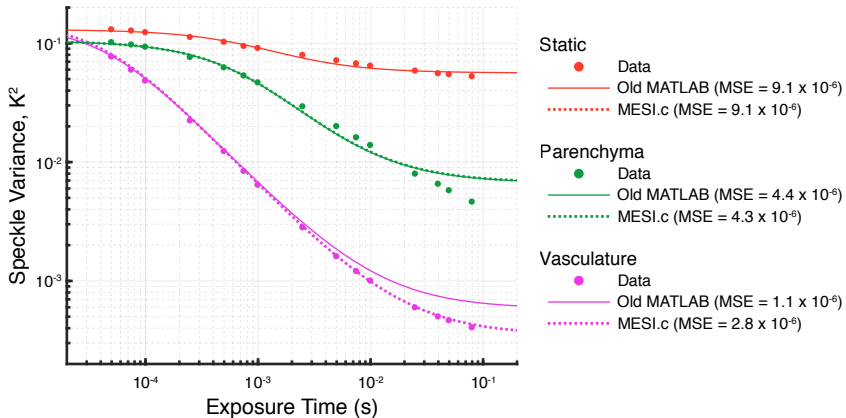 Speckle Variance, K²
10⁻¹
10⁻²
10⁻³
10⁻⁴
10⁻³
10⁻²
10⁻¹
Exposure Time (s)
Static
Data
Old MATLAB (MSE = 9.1 x 10⁻⁶)
MESI.c (MSE = 9.1 x 10⁻⁶)
Parenchyma
Data
Old MATLAB (MSE = 4.4 x 10⁻⁶)
MESI.c (MSE = 4.3 x 10⁻⁶)
Vasculature
Data
Old MATLAB (MSE = 1.1 x 10⁻⁶)
MESI.c (MSE = 2.8 x 10⁻⁶)